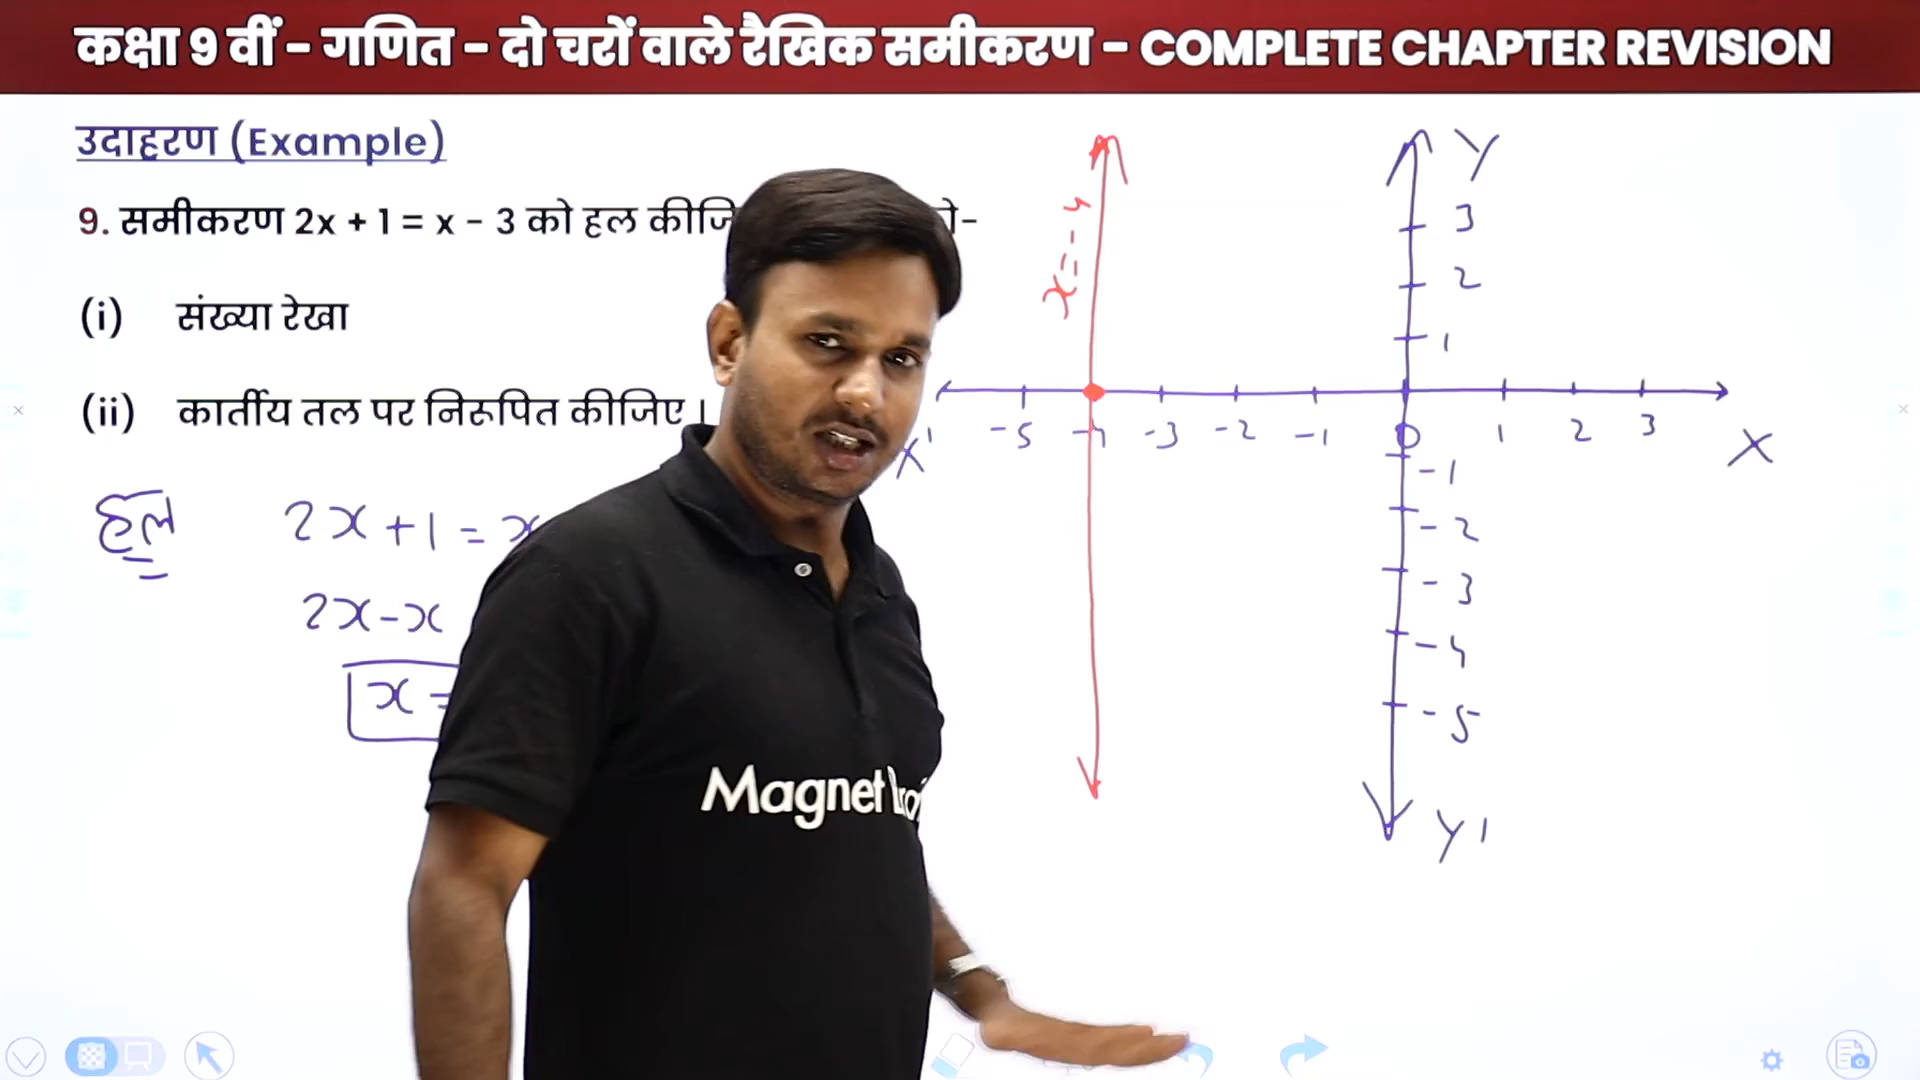 कक्षा 9 वीं – गणित – दो चरों वाले रैखिक समीकरण – COMPLETE CHAPTER REVISION
उदाहरण (Example)
9. समीकरण 2x + 1 = x - 3 को हल
(i) संख्या रेखा
(ii) कार्तीय तल पर निरूपित कीजिए ।
हल 2x + 1 = x
2x - x
x =
Magnet
x = -4
Y
3
2
1
-5 -4 -3 -2 -1 0 1 2 3
X' X
-1
-2
-3
-4
-5
Y'